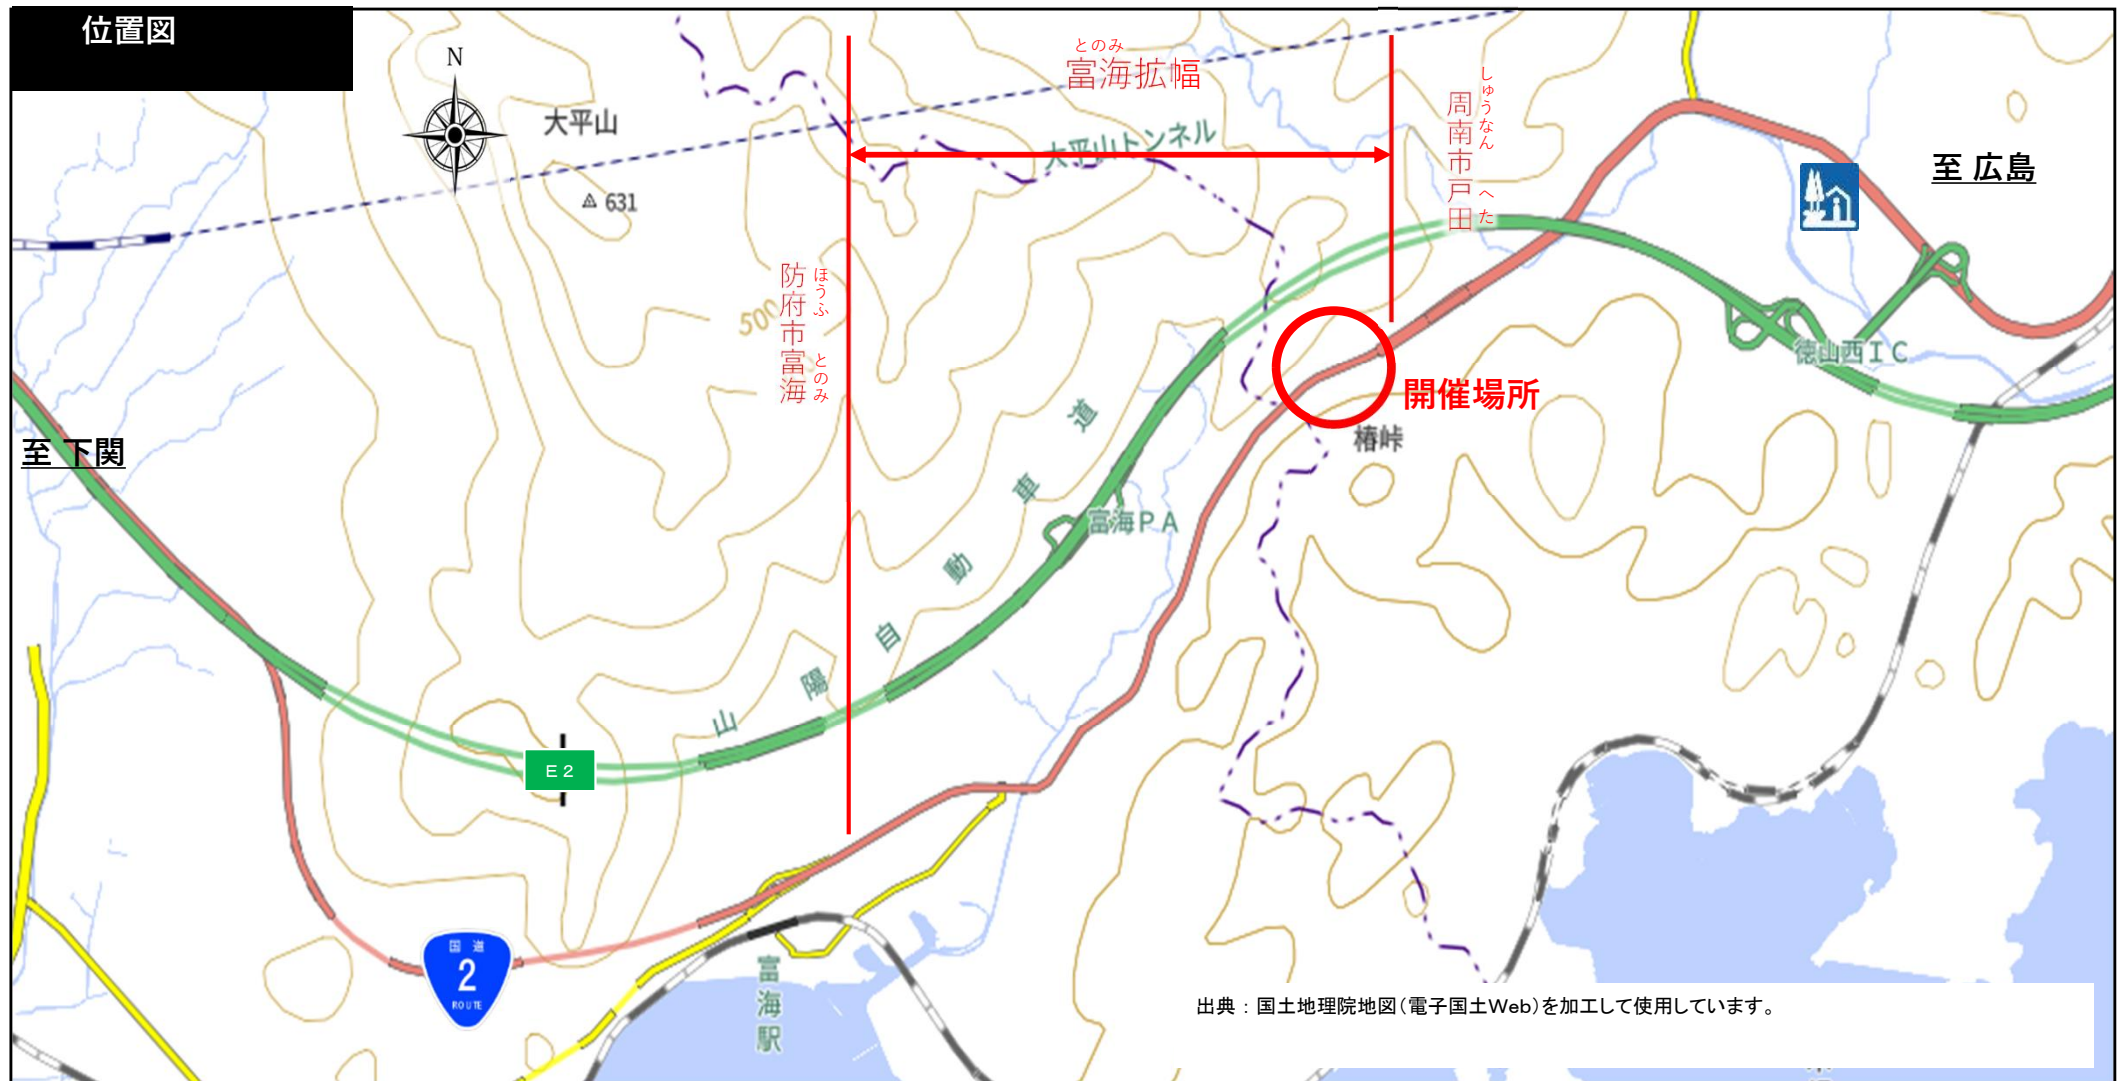 位置図
N
大平山
631
とのみ
富海拡幅
大平山トンネル
しゅうなん へた
周南市戸田
至 広島
ほうふ とのみ
防府市富海
500
徳山西IC
開催場所
椿峠
至 下関
富海PA
山陽自動車道
E2
国道
2
ROUTE
富海駅
出典：国土地理院地図（電子国土Web）を加工して使用しています。